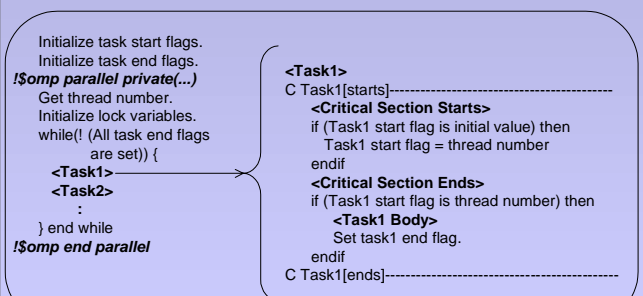 Initialize task start flags.
Initialize task end flags.
!$omp parallel private(...)
Get thread number.
Initialize lock variables.
while(! (All task end flags
are set)) {
<Task1>
<Task2>
:
} end while
!$omp end parallel
<Task1>
C Task1[starts]-------------------------------------------
<Critical Section Starts>
if (Task1 start flag is initial value) then
Task1 start flag = thread number
endif
<Critical Section Ends>
if (Task1 start flag is thread number) then
<Task1 Body>
Set task1 end flag.
endif
C Task1[ends]---------------------------------------------